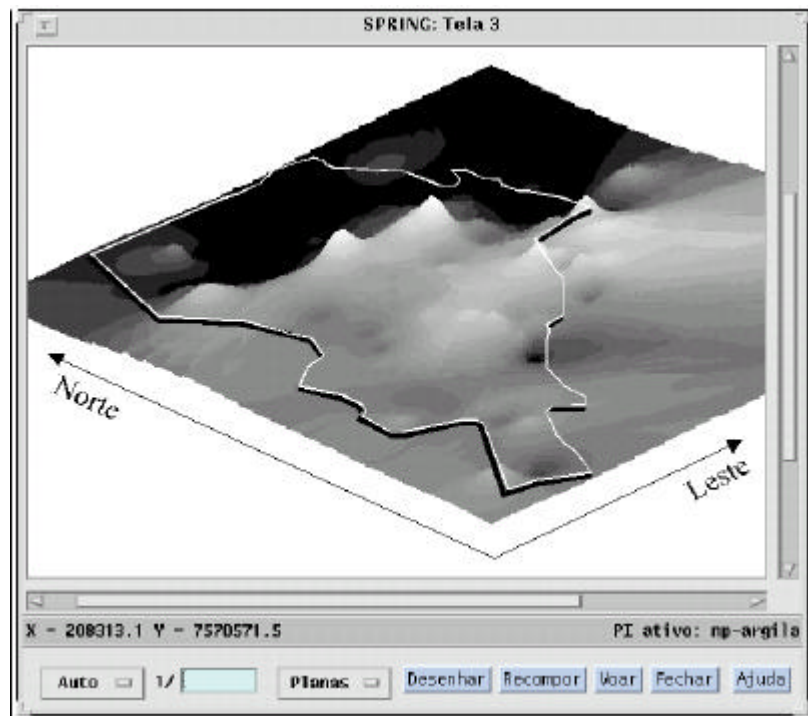 SPRING: Tela 3
Norte
Leste
X - 208313.1 Y - 7570571.5 PI ativo: mp-argila
Auto 1/ Planas Desenhar Recompor Voar Fechar Ajuda